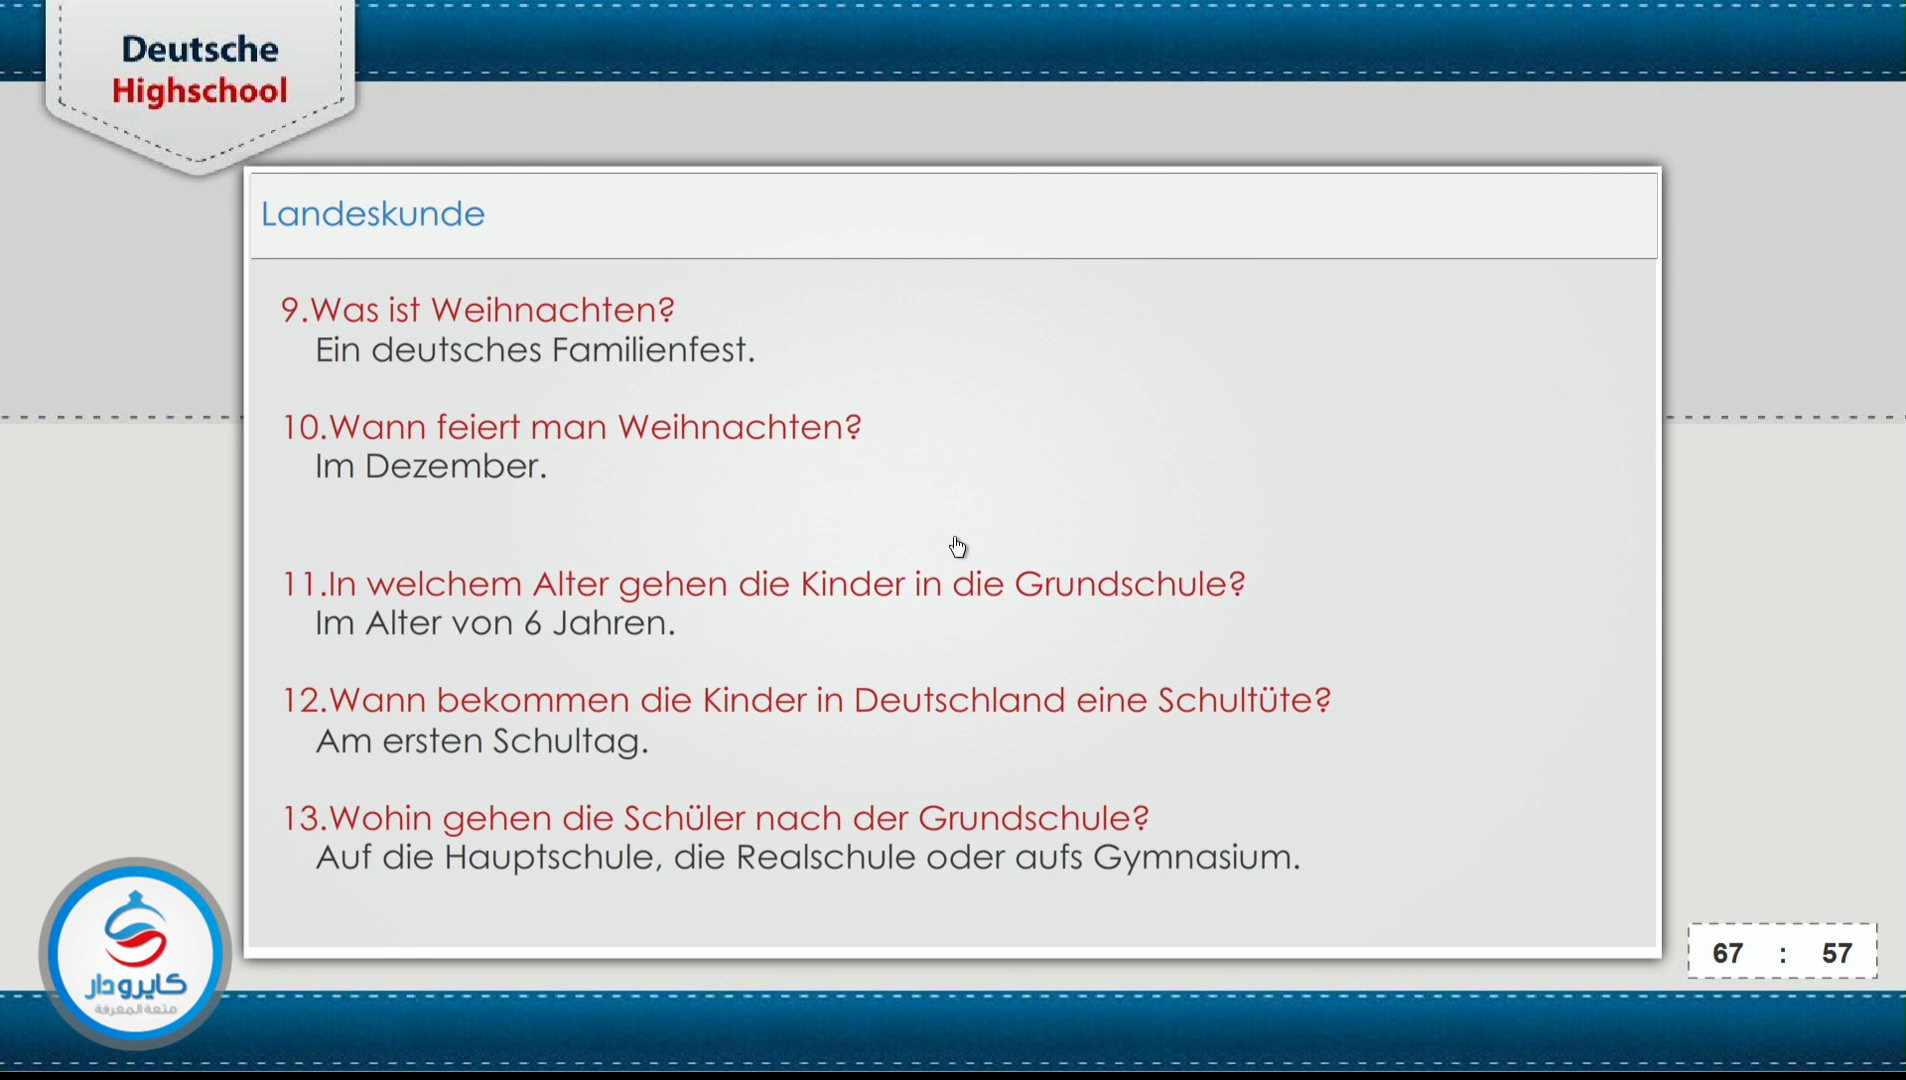 Deutsche
Highschool
Landeskunde
9.Was ist Weihnachten?
Ein deutsches Familienfest.
10.Wann feiert man Weihnachten?
Im Dezember.
11.In welchem Alter gehen die Kinder in die Grundschule?
Im Alter von 6 Jahren.
12.Wann bekommen die Kinder in Deutschland eine Schultüte?
Am ersten Schultag.
13.Wohin gehen die Schüler nach der Grundschule?
Auf die Hauptschule, die Realschule oder aufs Gymnasium.
كايرودار
متعة المعرفة
67 : 57